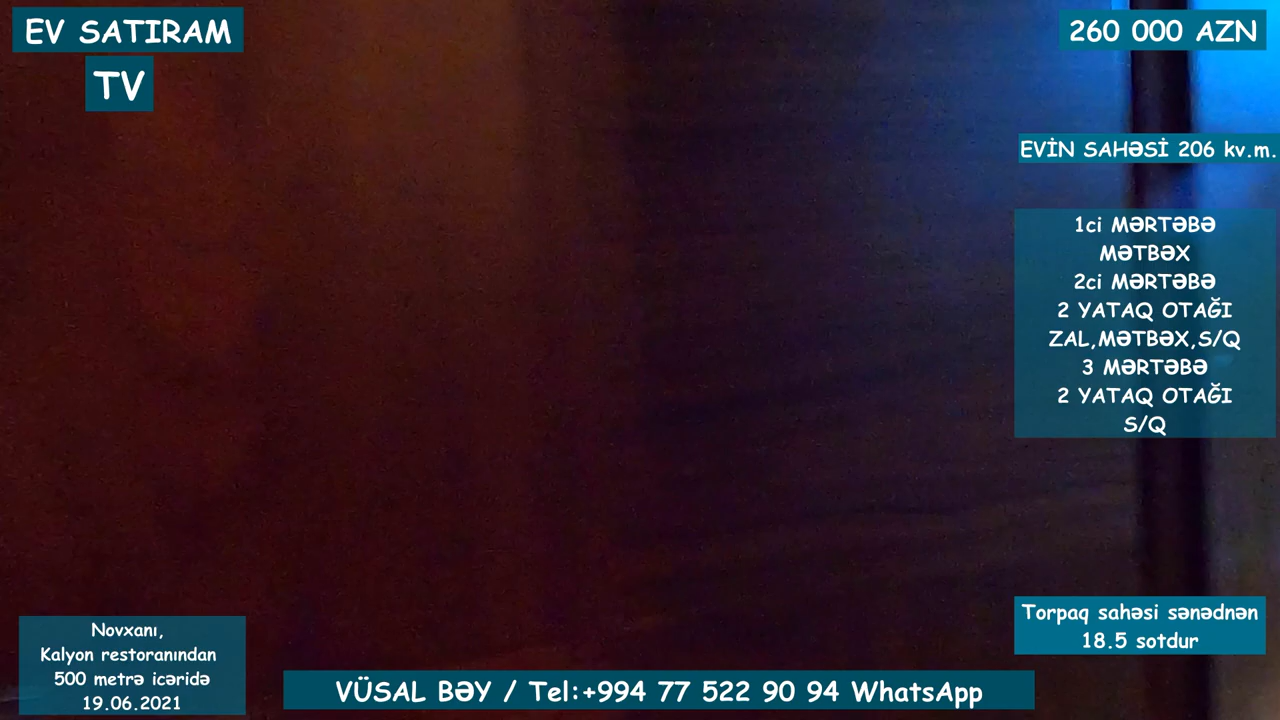 EV SATIRAM
TV
260 000 AZN
EVİN SAHƏSİ 206 kv.m.
1ci MƏRTƏBƏ
MƏTBƏX
2ci MƏRTƏBƏ
2 YATAQ OTAĞI
ZAL,MƏTBƏX,S/Q
3 MƏRTƏBƏ
2 YATAQ OTAĞI
S/Q
Torpaq sahəsi sənədnən
18.5 sotdur
Novxanı,
Kalyon restoranından
500 metrə icəridə
19.06.2021
VÜSAL BƏY / Tel:+994 77 522 90 94 WhatsApp